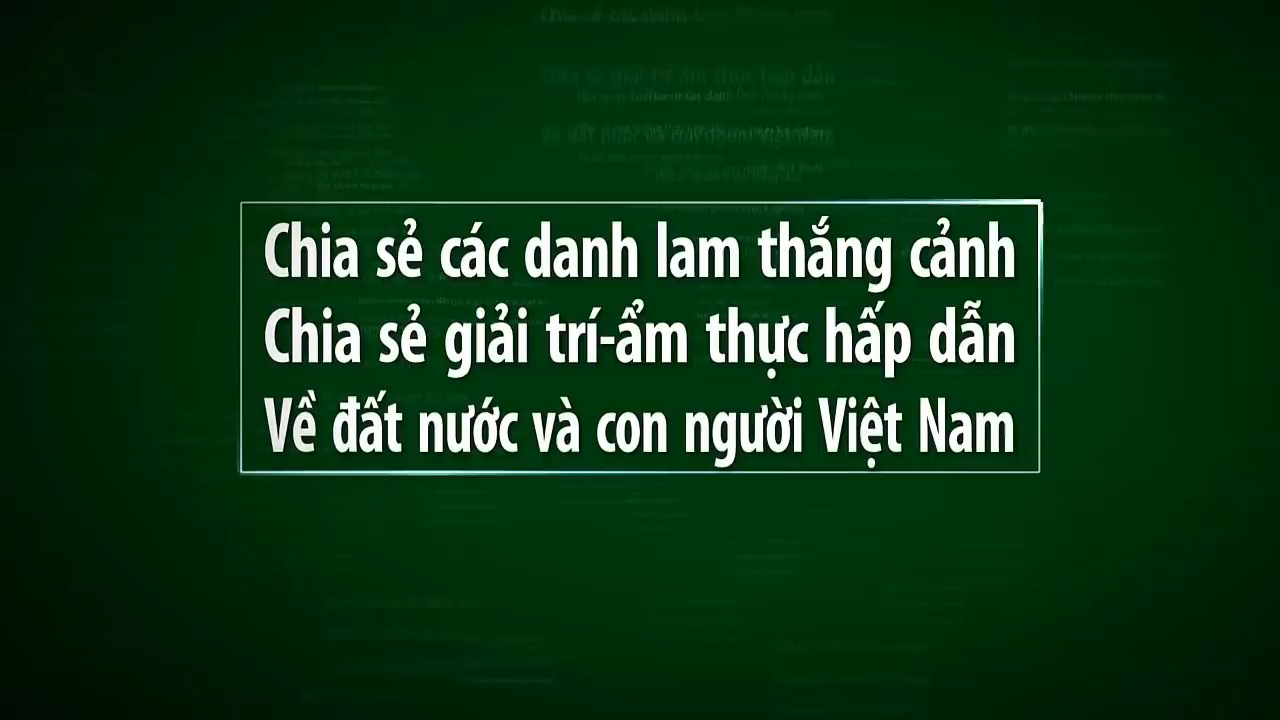 Chia sẻ các danh lam thắng cảnh
Chia sẻ giải trí-ẩm thực hấp dẫn
Về đất nước và con người Việt Nam